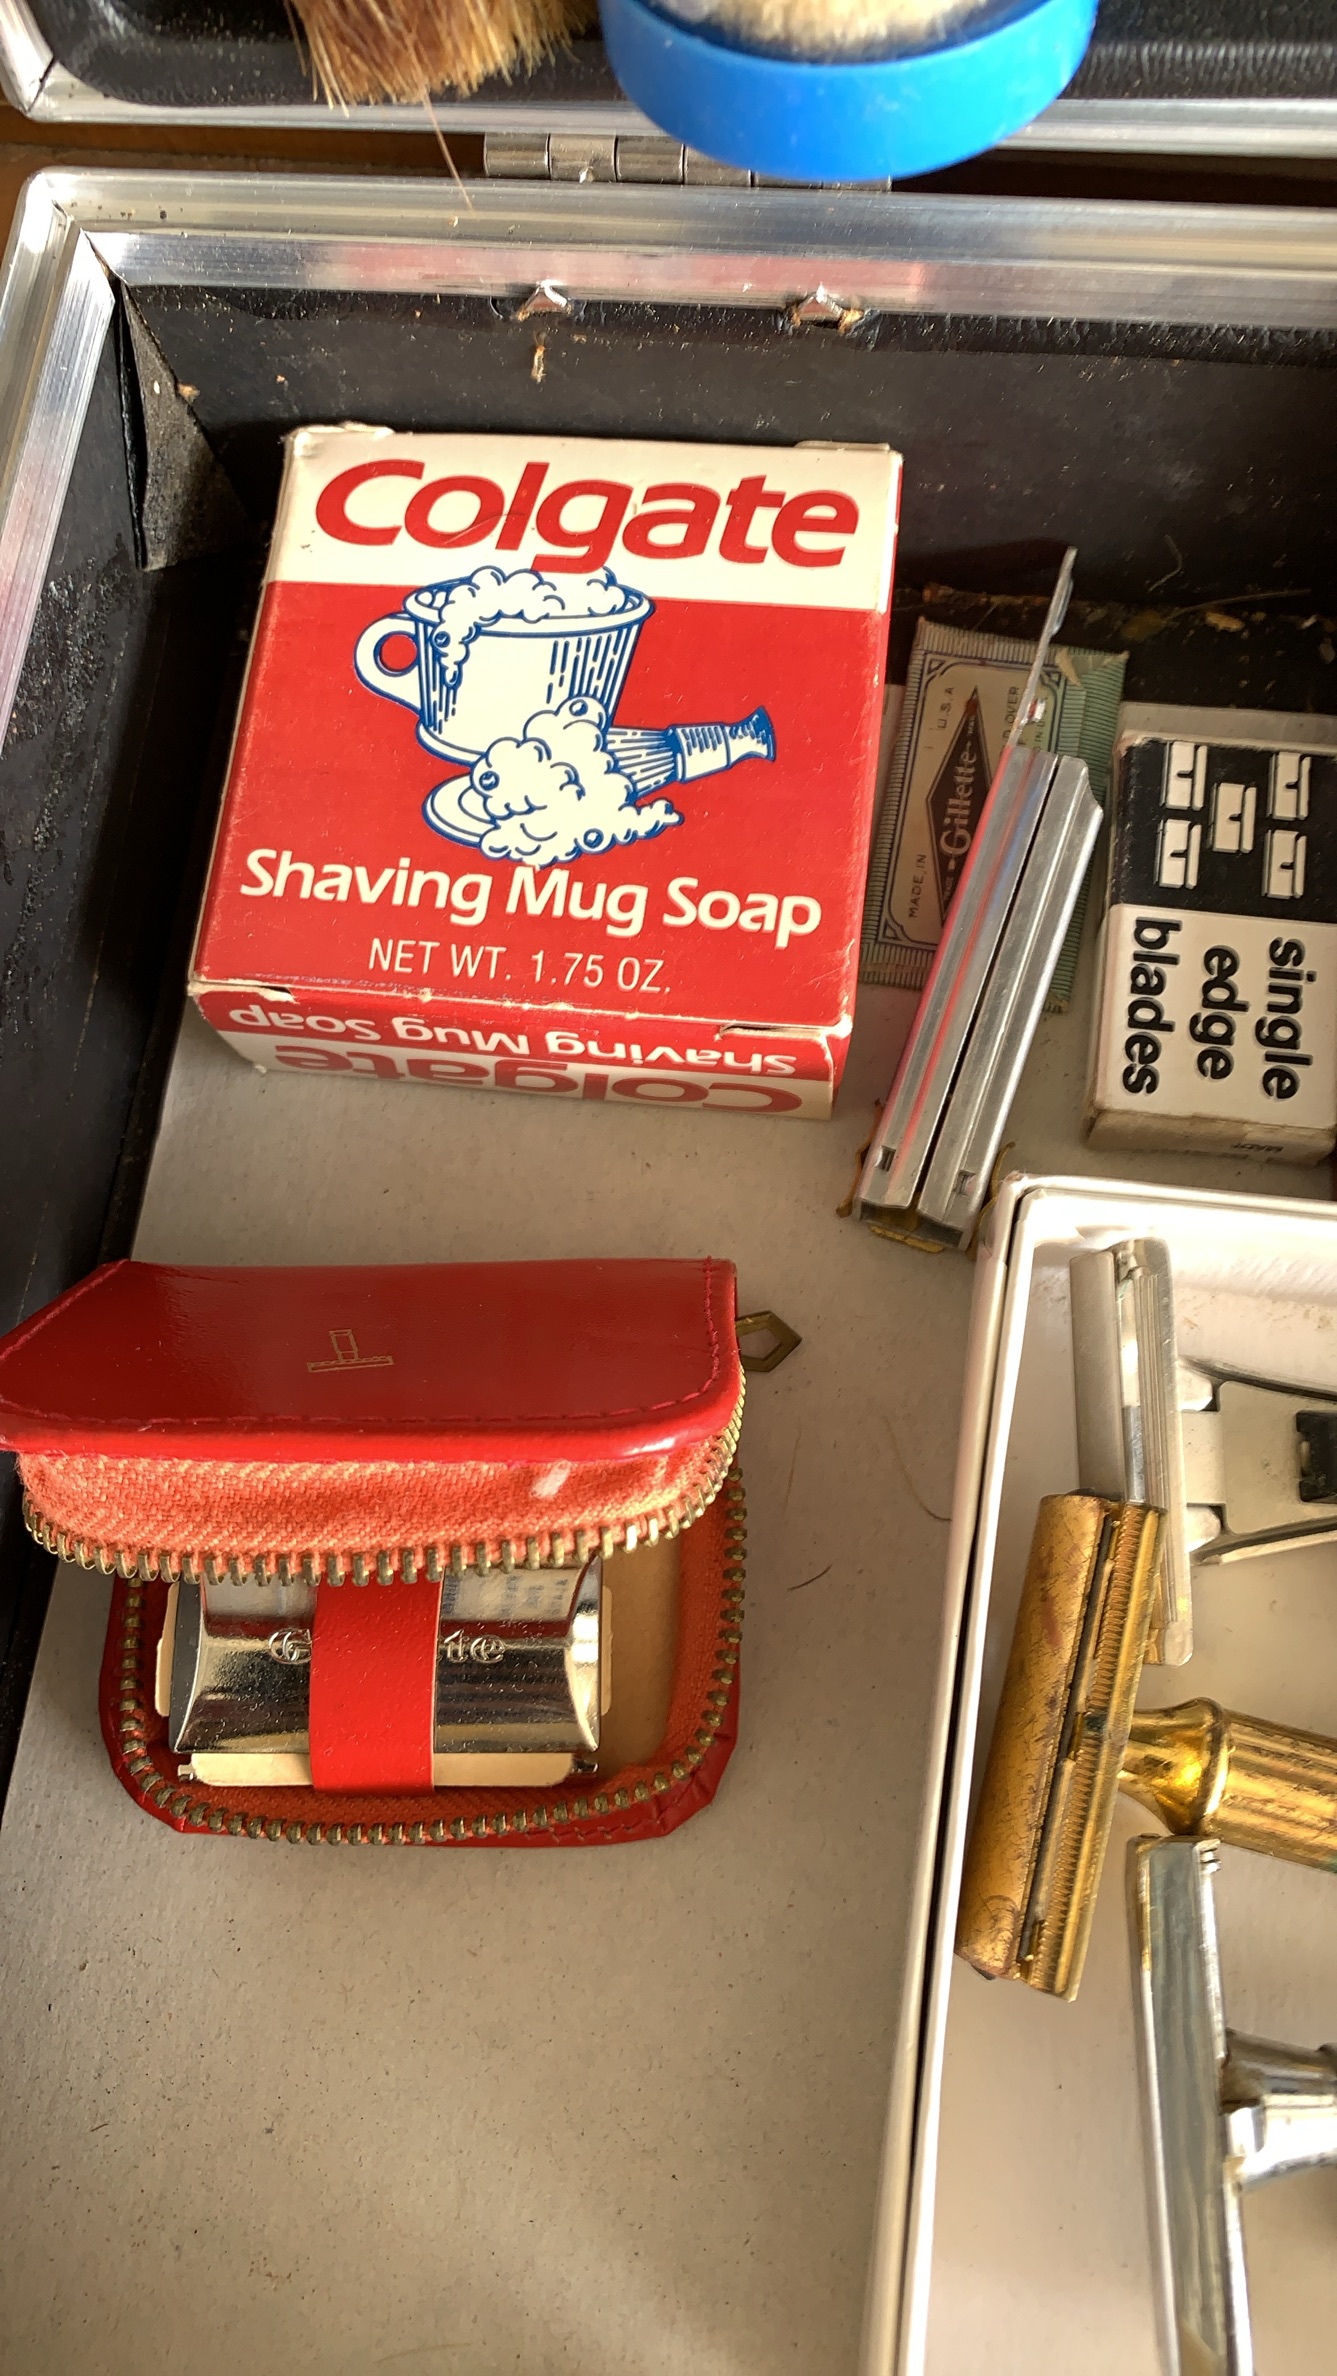 Colgate
Shaving Mug Soap
NET WT. 1.75 OZ.
Shaving Mug Soap
Colgate
MADE IN U.S.A
Gillette
single
edge
blades